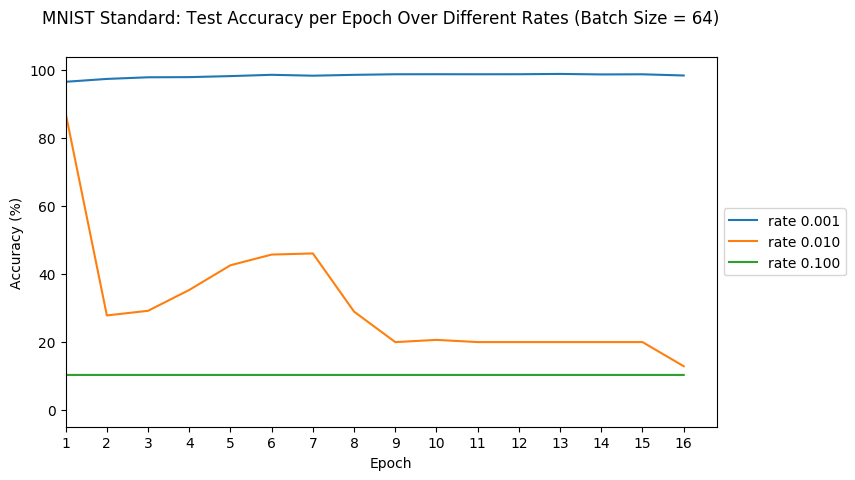 MNIST Standard: Test Accuracy per Epoch Over Different Rates (Batch Size = 64)
100
80
60
40
20
0
Accuracy (%)
1 2 3 4 5 6 7 8 9 10 11 12 13 14 15 16
Epoch
rate 0.001
rate 0.010
rate 0.100